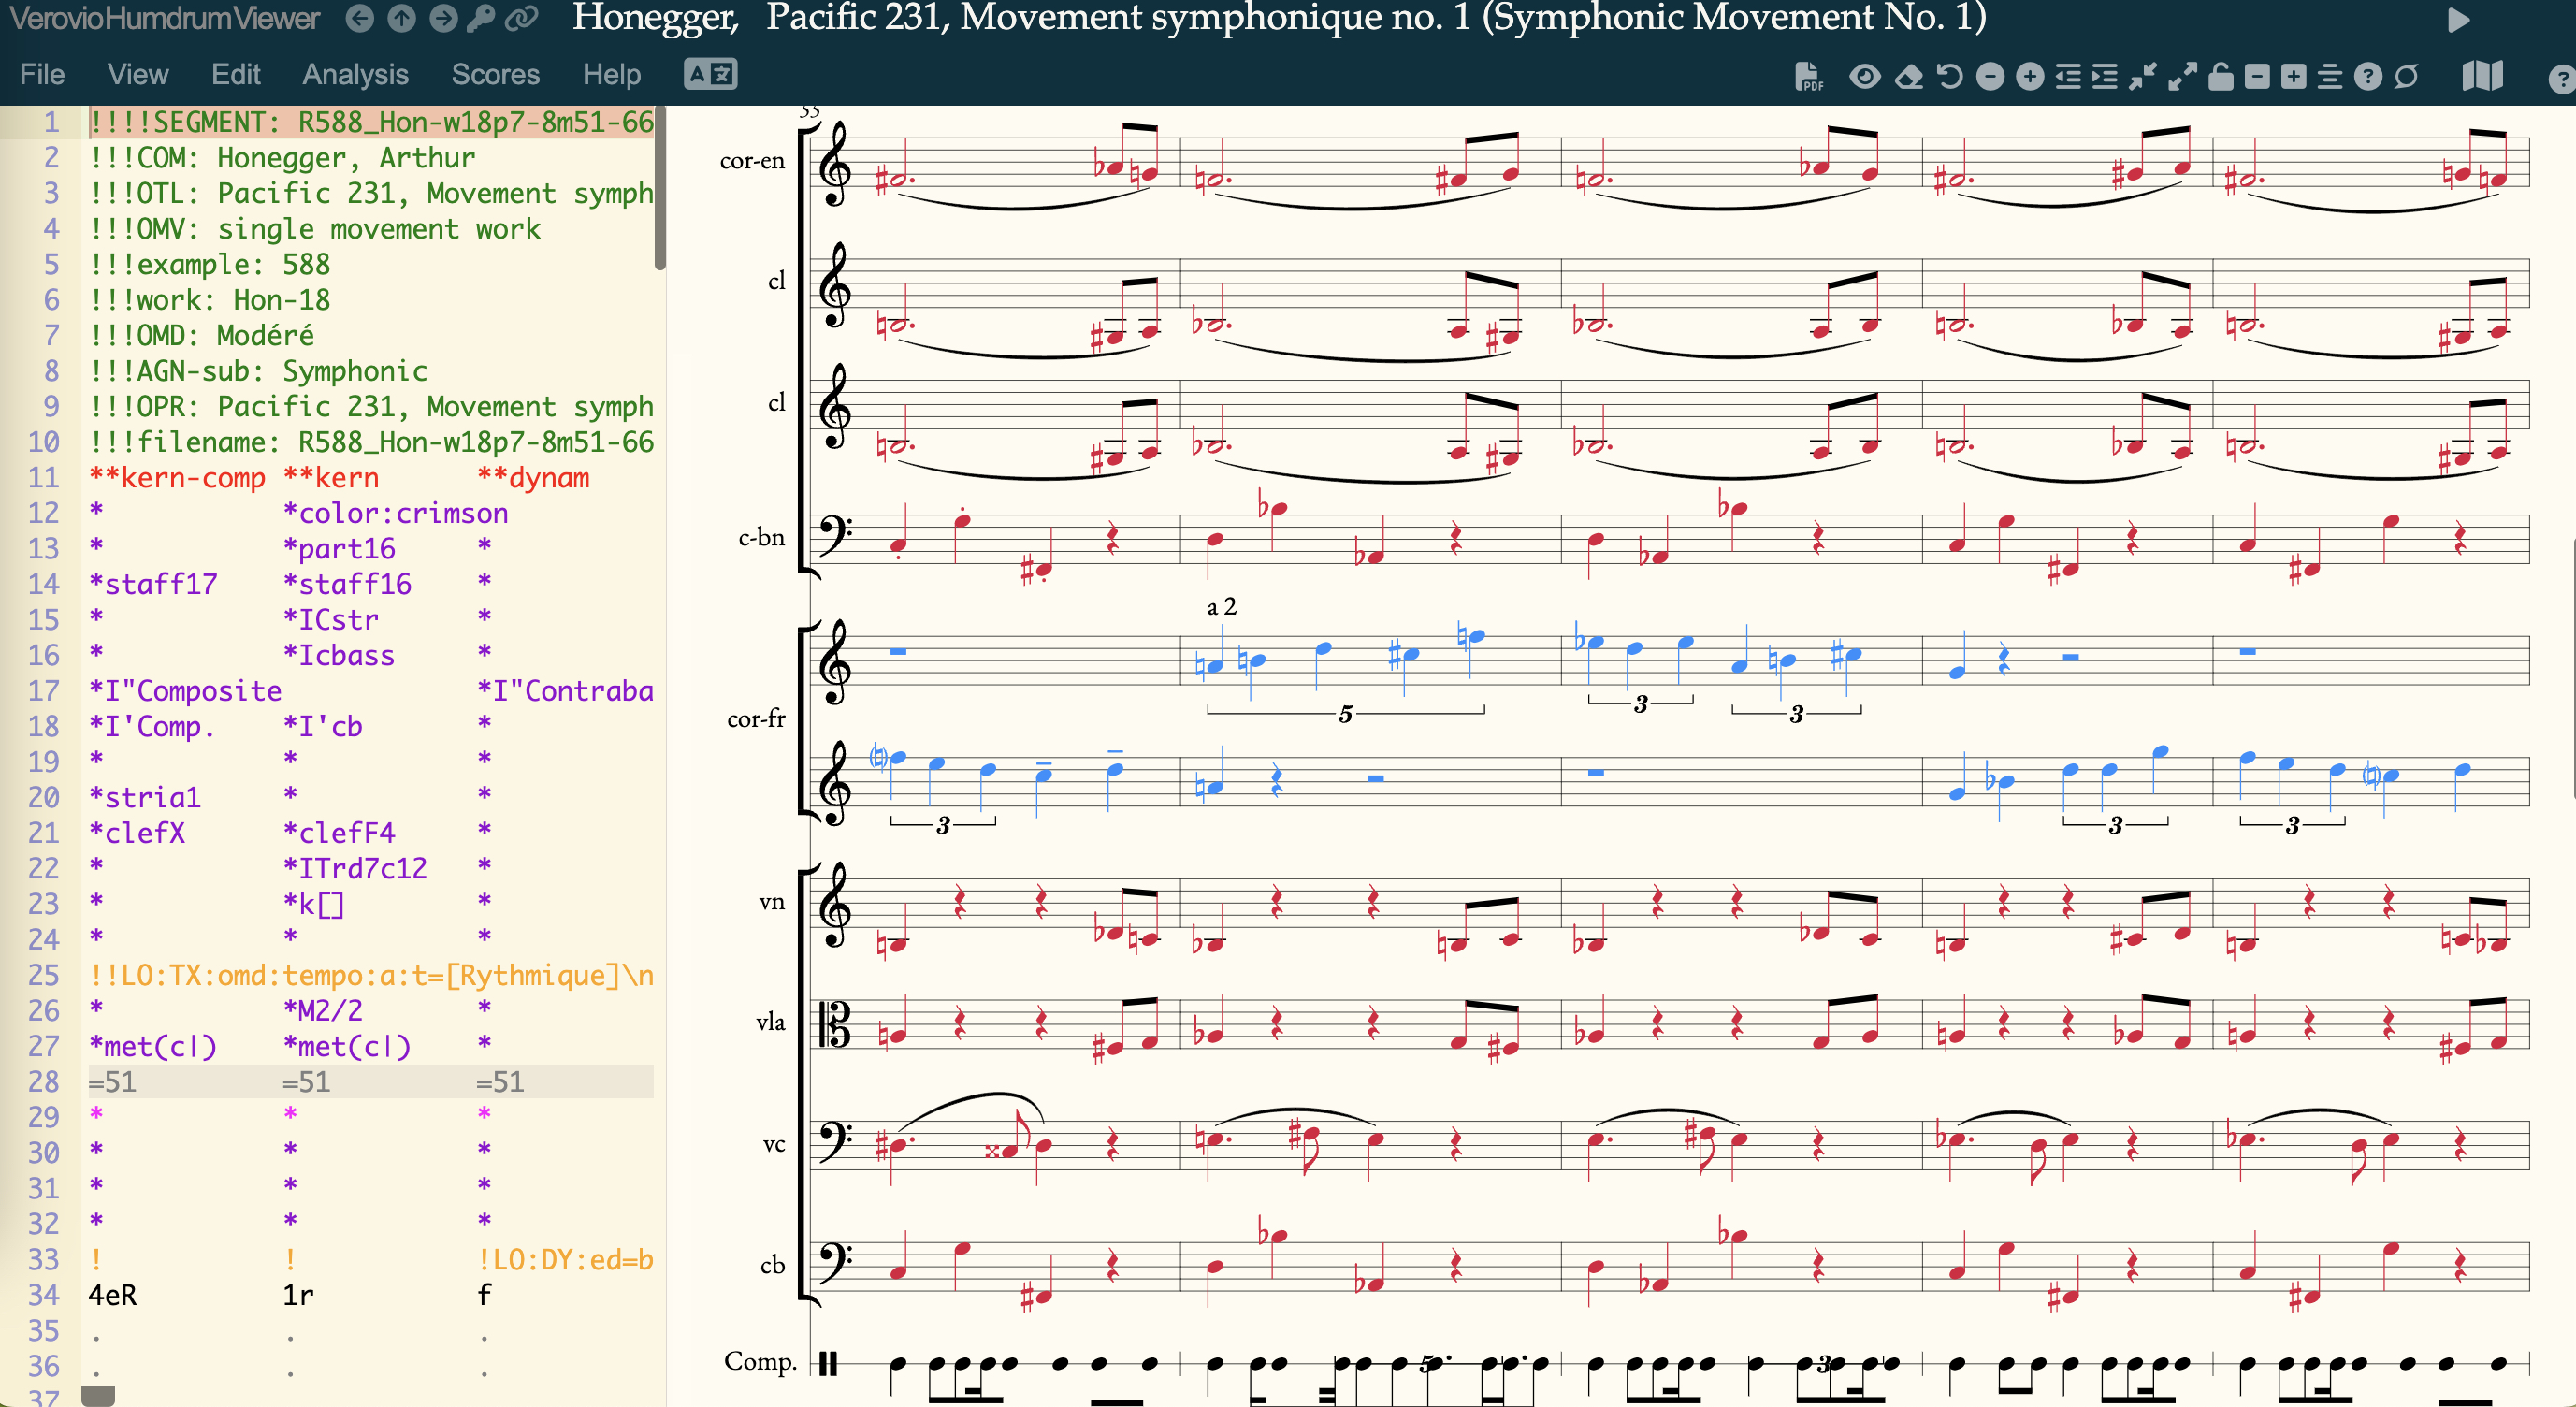 VerovioHumdrumViewer
Honegger, Pacific 231, Movement symphonique no. 1 (Symphonic Movement No. 1)
File View Edit Analysis Scores Help A文
PDF
1 !!!!SEGMENT: R588_Hon-w18p7-8m51-66
2 !!!COM: Honegger, Arthur
3 !!!OTL: Pacific 231, Movement symph
4 !!!OMV: single movement work
5 !!!example: 588
6 !!!work: Hon-18
7 !!!OMD: Modéré
8 !!!AGN-sub: Symphonic
9 !!!OPR: Pacific 231, Movement symph
10 !!!filename: R588_Hon-w18p7-8m51-66
11 **kern-comp **kern **dynam
12 * *color:crimson
13 * *part16 *
14 *staff17 *staff16 *
15 * *ICstr *
16 * *Icbass *
17 *I"Composite *I"Contraba
18 *I'Comp. *I'cb *
19 * * *
20 *stria1 * *
21 *clefX *clefF4 *
22 * *ITrd7c12 *
23 * *k[] *
24 * * *
25 !!LO:TX:omd:tempo:a:t=[Rythmique]\n
26 * *M2/2 *
27 *met(c|) *met(c|) *
28 =51 =51 =51
29 * * *
30 * * *
31 * * *
32 * * *
33 ! ! !LO:DY:ed=b
34 4eR 1r f
35 . . .
36 . . .
37
55
cor-en
cl
cl
c-bn
a 2
cor-fr
5 3 3
3 3 3
vn
vla
vc
cb
Comp.
5 3